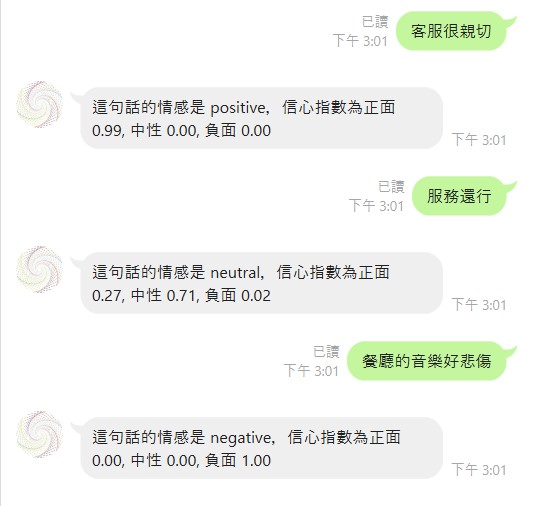 已讀
下午 3:01
客服很親切
這句話的情感是 positive, 信心指數為正面
0.99, 中性 0.00, 負面 0.00
下午 3:01
已讀
下午 3:01
服務還行
這句話的情感是 neutral, 信心指數為正面
0.27, 中性 0.71, 負面 0.02
下午 3:01
已讀
下午 3:01
餐廳的音樂好悲傷
這句話的情感是 negative, 信心指數為正面
0.00, 中性 0.00, 負面 1.00
下午 3:01